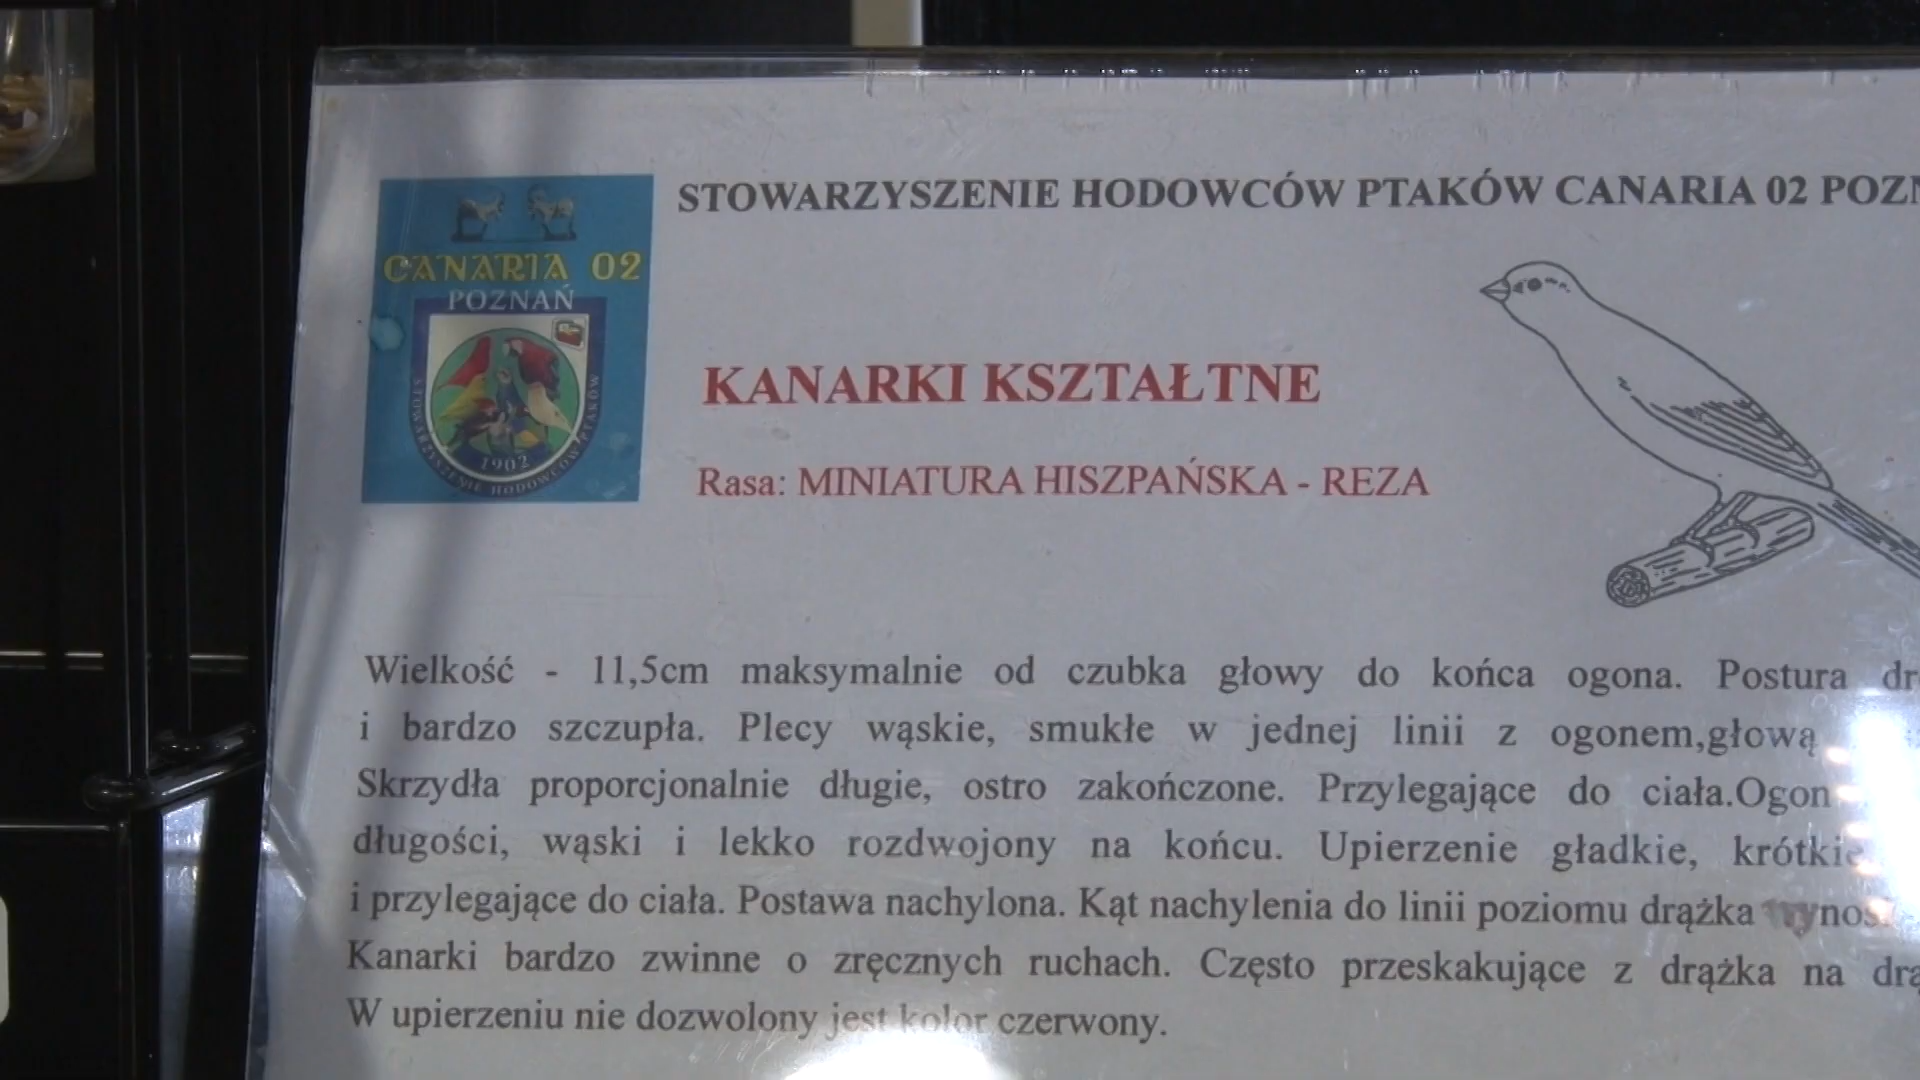 CANARIA 02
POZNAŃ
1902
STOWARZYSZENIE HODOWCÓW PTAKÓW
STOWARZYSZENIE HODOWCÓW PTAKÓW CANARIA 02
KANARKI KSZTAŁTNE
Rasa: MINIATURA HISZPAŃSKA - REZA
Wielkość - 11,5cm maksymalnie od czubka głowy do końca ogona. Postura
i bardzo szczupła. Plecy wąskie, smukłe w jednej linii z ogonem,głową
Skrzydła proporcjonalnie długie, ostro zakończone. Przylegające do ciała.Ogon
długości, wąski i lekko rozdwojony na końcu. Upierzenie gładkie, krótkie
i przylegające do ciała. Postawa nachylona. Kąt nachylenia do linii poziomu drążka
Kanarki bardzo zwinne o zręcznych ruchach. Często przeskakujące z drążka na
W upierzeniu nie dozwolony jest kolor czerwony.